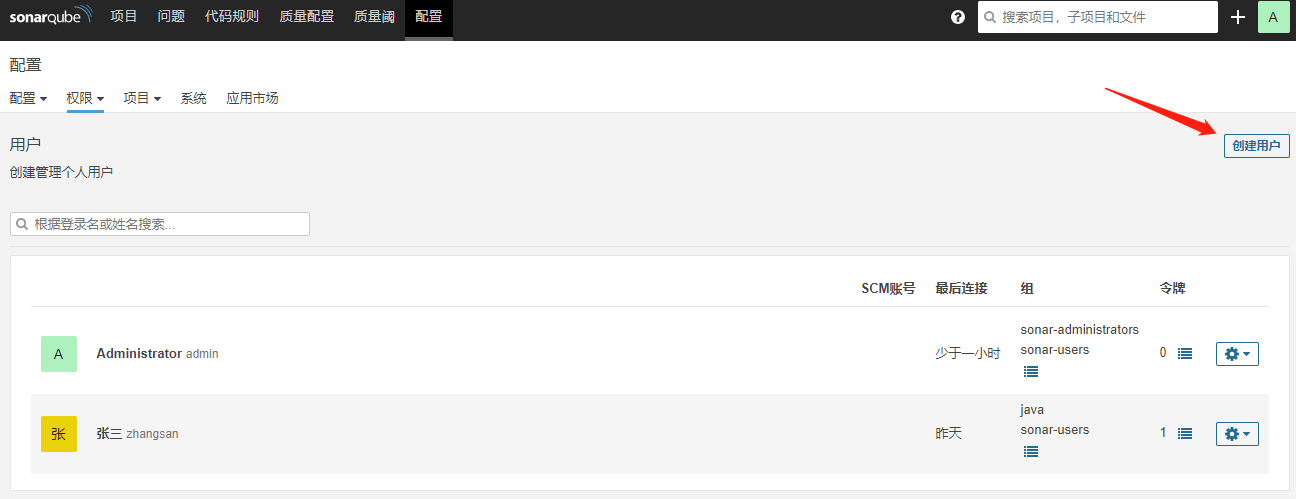 sonarqube 项目 问题 代码规则 质量配置 质量阈 配置 ? 搜索项目，子项目和文件 A
配置
配置 权限 项目 系统 应用市场
用户 创建用户
创建管理个人用户
根据登录名或姓名搜索...
SCM账号 最后连接 组 令牌
A Administrator admin 少于一小时 sonar-administrators 0
sonar-users
张 张三 zhangsan 昨天 java 1
sonar-users